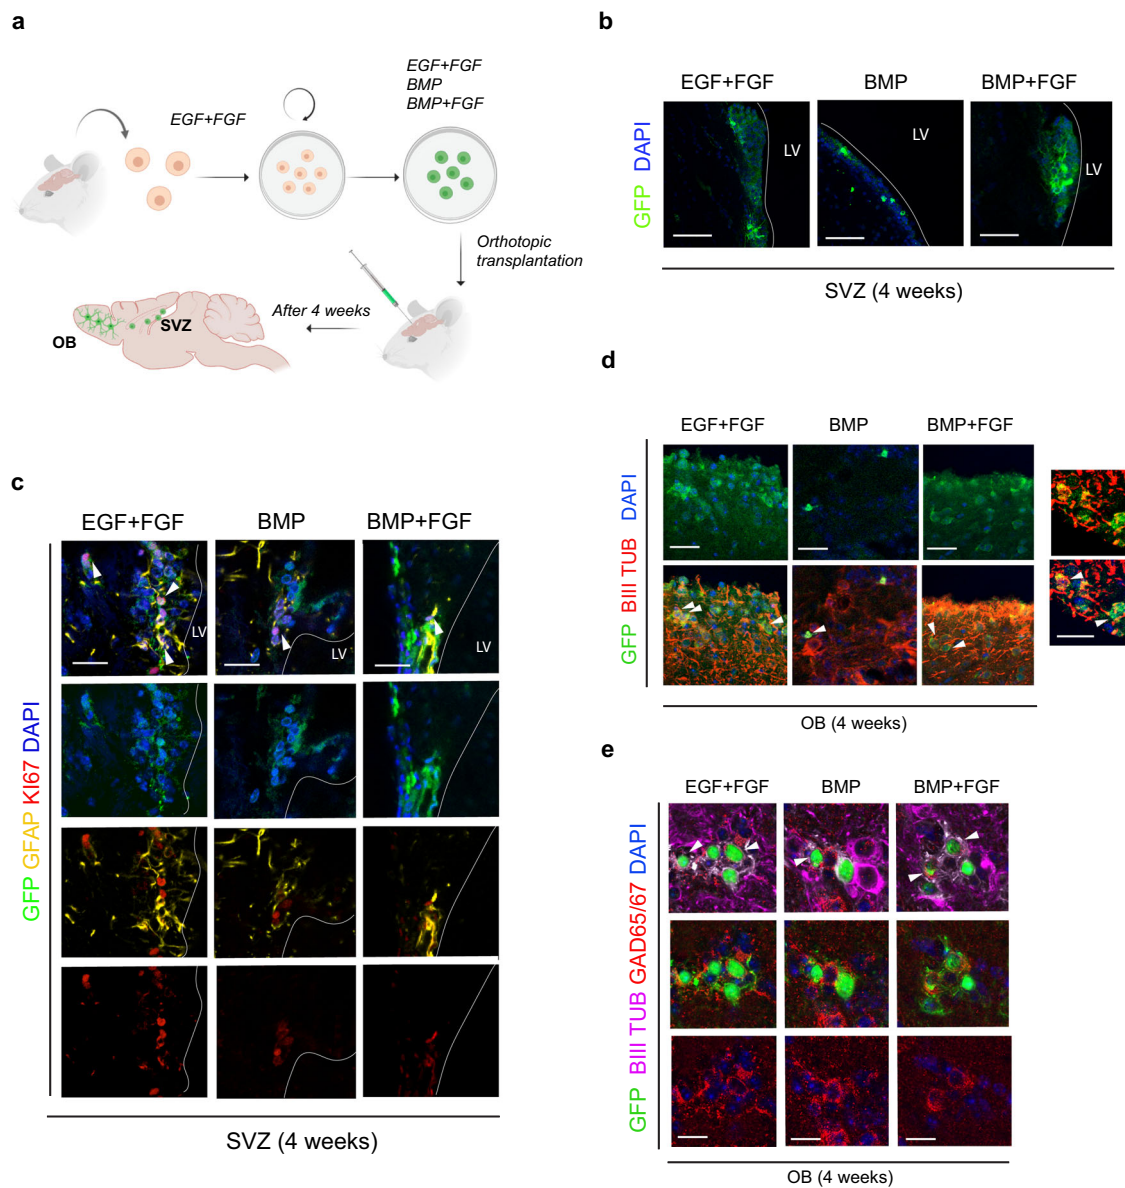 a
EGF+FGF
EGF+FGF
BMP
BMP+FGF
Orthotopic
transplantation
After 4 weeks
SVZ
OB
b
EGF+FGF BMP BMP+FGF
GFP DAPI
LV
LV
LV
SVZ (4 weeks)
c
EGF+FGF BMP BMP+FGF
GFP GFAP KI67 DAPI
LV
LV
LV
SVZ (4 weeks)
d
EGF+FGF BMP BMP+FGF
GFP BIII TUB DAPI
OB (4 weeks)
e
EGF+FGF BMP BMP+FGF
GFP BIII TUB GAD65/67 DAPI
OB (4 weeks)